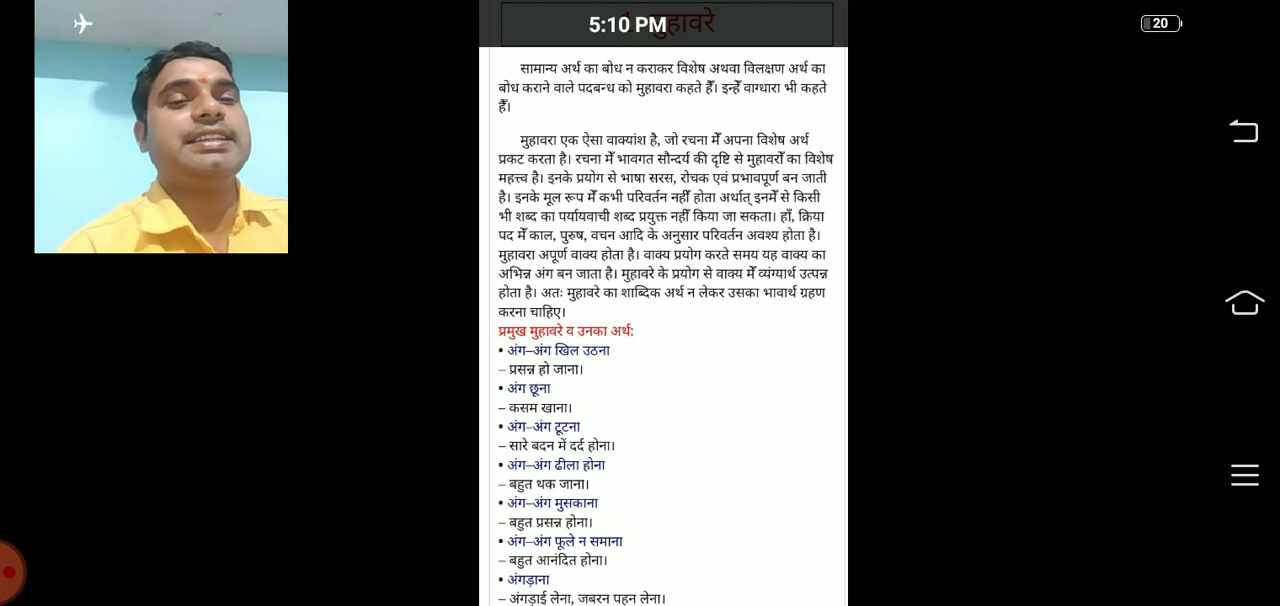 5:10 PM
20
मुहावरे
सामान्य अर्थ का बोध न कराकर विशेष अथवा विलक्षण अर्थ का
बोध कराने वाले पदबन्ध को मुहावरा कहते हैँ। इन्हेँ वाग्धारा भी कहते
हैँ।
मुहावरा एक ऐसा वाक्यांश है, जो रचना मेँ अपना विशेष अर्थ
प्रकट करता है। रचना मेँ भावगत सौन्दर्य की दृष्टि से मुहावरोँ का विशेष
महत्त्व है। इनके प्रयोग से भाषा सरस, रोचक एवं प्रभावपूर्ण बन जाती
है। इनके मूल रूप मेँ कभी परिवर्तन नहीँ होता अर्थात् इनमेँ से किसी
भी शब्द का पर्यायवाची शब्द प्रयुक्त नहीँ किया जा सकता। हाँ, क्रिया
पद मेँ काल, पुरुष, वचन आदि के अनुसार परिवर्तन अवश्य होता है।
मुहावरा अपूर्ण वाक्य होता है। वाक्य प्रयोग करते समय यह वाक्य का
अभिन्न अंग बन जाता है। मुहावरे के प्रयोग से वाक्य मेँ व्यंग्यार्थ उत्पन्न
होता है। अतः मुहावरे का शाब्दिक अर्थ न लेकर उसका भावार्थ ग्रहण
करना चाहिए।
प्रमुख मुहावरे व उनका अर्थ:
• अंग–अंग खिल उठना
– प्रसन्न हो जाना।
• अंग छूना
– कसम खाना।
• अंग–अंग टूटना
– सारे बदन में दर्द होना।
• अंग–अंग ढीला होना
– बहुत थक जाना।
• अंग–अंग मुसकाना
– बहुत प्रसन्न होना।
• अंग–अंग फूले न समाना
– बहुत आनंदित होना।
• अंगड़ाना
– अंगड़ाई लेना, जबरन पहन लेना।